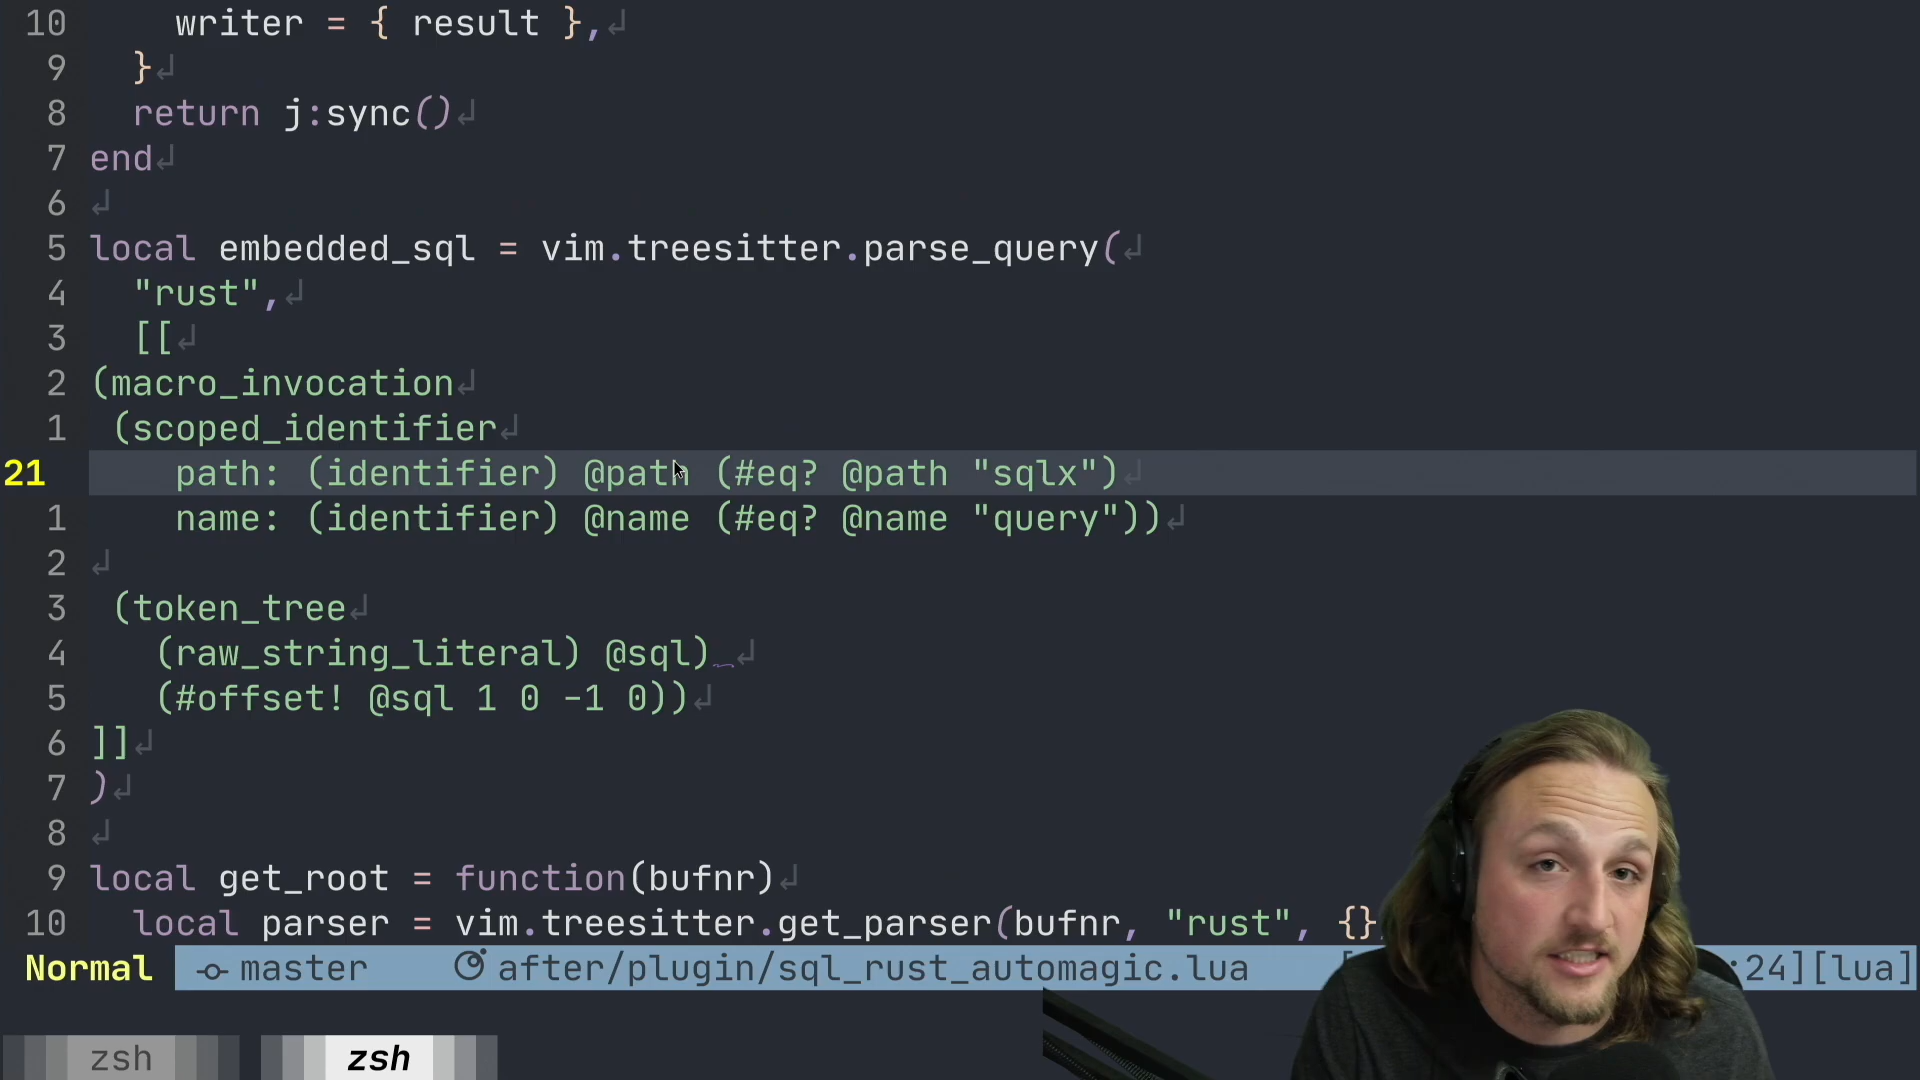 10 writer = { result },
9 }
8 return j:sync()
7 end
6
5 local embedded_sql = vim.treesitter.parse_query(
4 "rust",
3 [[
2 (macro_invocation
1 (scoped_identifier
21 path: (identifier) @path (#eq? @path "sqlx")
1 name: (identifier) @name (#eq? @name "query"))
2
3 (token_tree
4 (raw_string_literal) @sql)
5 (#offset! @sql 1 0 -1 0))
6 ]]
7 )
8
9 local get_root = function(bufnr)
10 local parser = vim.treesitter.get_parser(bufnr, "rust", {}
Normal master after/plugin/sql_rust_automagic.lua [ :24][lua]
zsh zsh